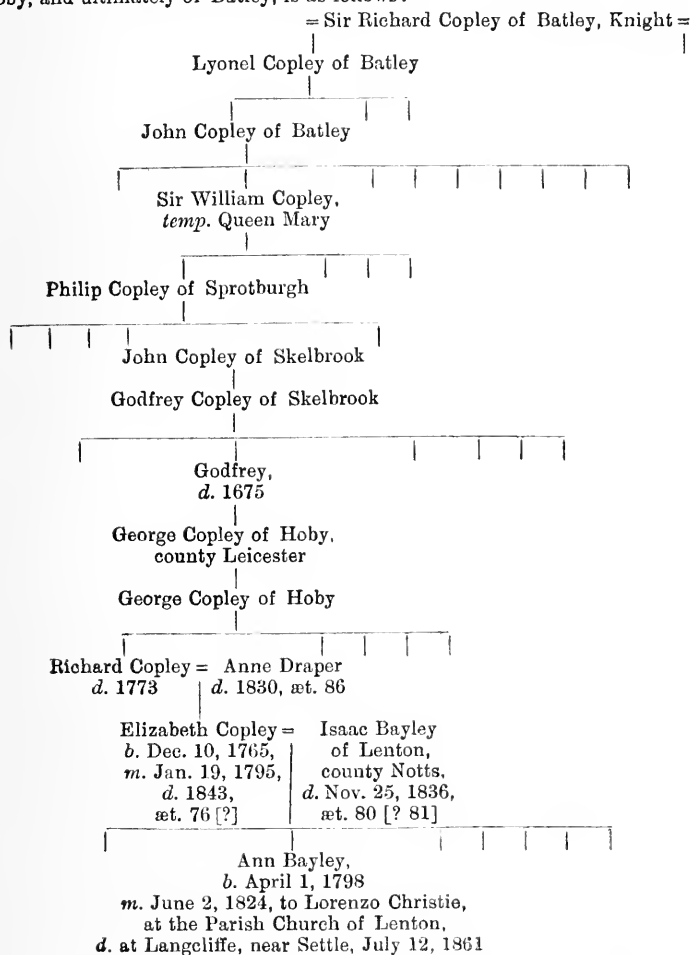 and ultimately of Batley, is as follows:
= Sir Richard Copley of Batley, Knight =
Lyonel Copley of Batley
John Copley of Batley
Sir William Copley,
temp. Queen Mary
Philip Copley of Sprotburgh
John Copley of Skelbrook
Godfrey Copley of Skelbrook
Godfrey,
d. 1675
George Copley of Hoby,
county Leicester
George Copley of Hoby
Richard Copley = Anne Draper
d. 1773 d. 1830, æt. 86
Elizabeth Copley = Isaac Bayley
b. Dec. 10, 1765, of Lenton,
m. Jan. 19, 1795, county Notts,
d. 1843, d. Nov. 25, 1836,
æt. 76 [?] æt. 80 [? 81]
Ann Bayley,
b. April 1, 1798
m. June 2, 1824, to Lorenzo Christie,
at the Parish Church of Lenton,
d. at Langcliffe, near Settle, July 12, 1861